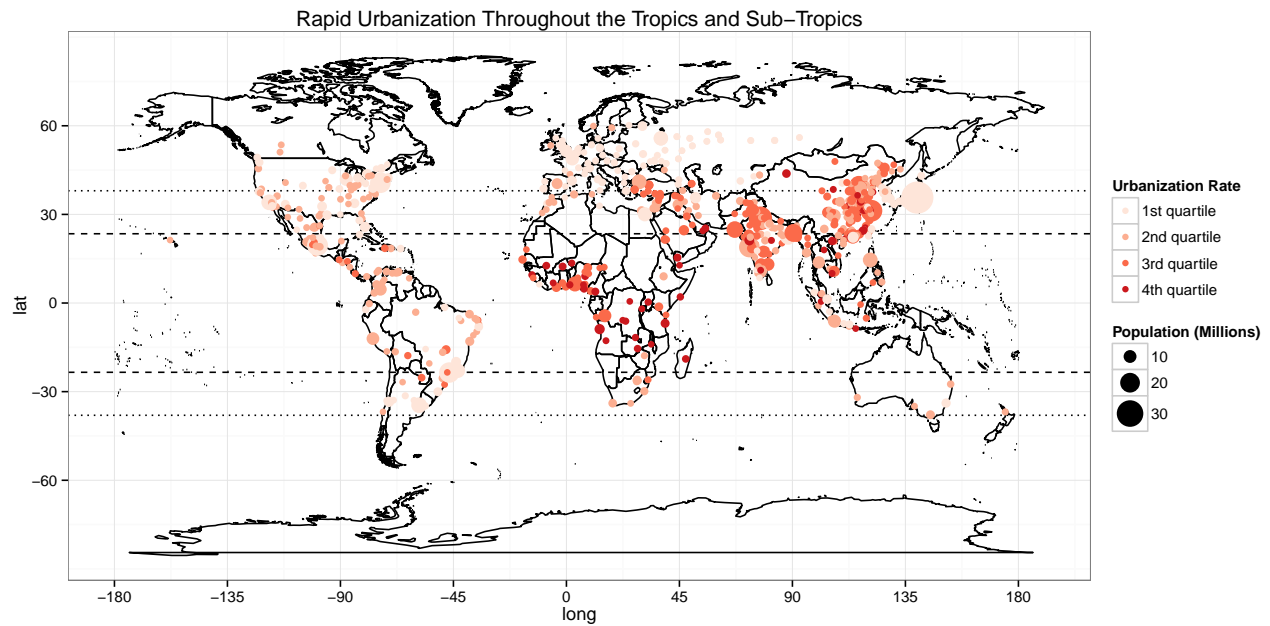 Rapid Urbanization Throughout the Tropics and Sub−Tropics
60
30
0
−30
−60
lat
−180
−135
−90
−45
0
45
90
135
180
long
Urbanization Rate
1st quartile
2nd quartile
3rd quartile
4th quartile
Population (Millions)
10
20
30